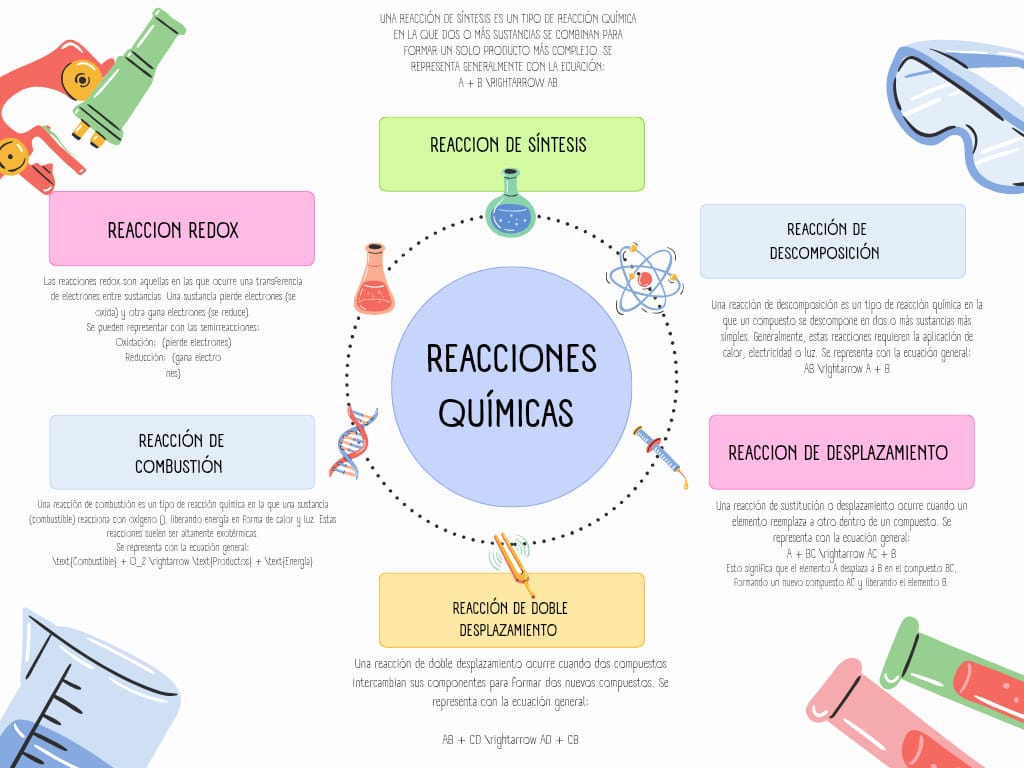 UNA REACCIÓN DE SÍNTESIS ES UN TIPO DE REACCIÓN QUÍMICA
EN LA QUE DOS O MÁS SUSTANCIAS SE COMBINAN PARA
FORMAR UN SOLO PRODUCTO MÁS COMPLEJO. SE
REPRESENTA GENERALMENTE CON LA ECUACIÓN:
A + B \RIGHTARROW AB
REACCION DE SÍNTESIS
REACCION REDOX
Las reacciones redox son aquellas en las que ocurre una transferencia
de electrones entre sustancias. Una sustancia pierde electrones (se
oxida) y otra gana electrones (se reduce).
Se pueden representar con las semirreacciones:
Oxidación: (pierde electrones)
Reducción: (gana electro
nes)
REACCIÓN DE
DESCOMPOSICIÓN
Una reacción de descomposición es un tipo de reacción química en la
que un compuesto se descompone en dos o más sustancias más
simples. Generalmente, estas reacciones requieren la aplicación de
calor, electricidad o luz. Se representa con la ecuación general:
AB \rightarrow A + B
REACCIONES
QUÍMICAS
REACCIÓN DE
COMBUSTIÓN
Una reacción de combustión es un tipo de reacción química en la que una sustancia
(combustible) reacciona con oxígeno (), liberando energía en forma de calor y luz. Estas
reacciones suelen ser altamente exotérmicas.
Se representa con la ecuación general:
\text{Combustible} + O_2 \rightarrow \text{Productos} + \text{Energía}
REACCION DE DESPLAZAMIENTO
Una reacción de sustitución o desplazamiento ocurre cuando un
elemento reemplaza a otro dentro de un compuesto. Se
representa con la ecuación general:
A + BC \rightarrow AC + B
Esto significa que el elemento A desplaza a B en el compuesto BC,
formando un nuevo compuesto AC y liberando el elemento B.
REACCIÓN DE DOBLE
DESPLAZAMIENTO
Una reacción de doble desplazamiento ocurre cuando dos compuestos
intercambian sus componentes para formar dos nuevos compuestos. Se
representa con la ecuación general:
AB + CD \rightarrow AD + CB